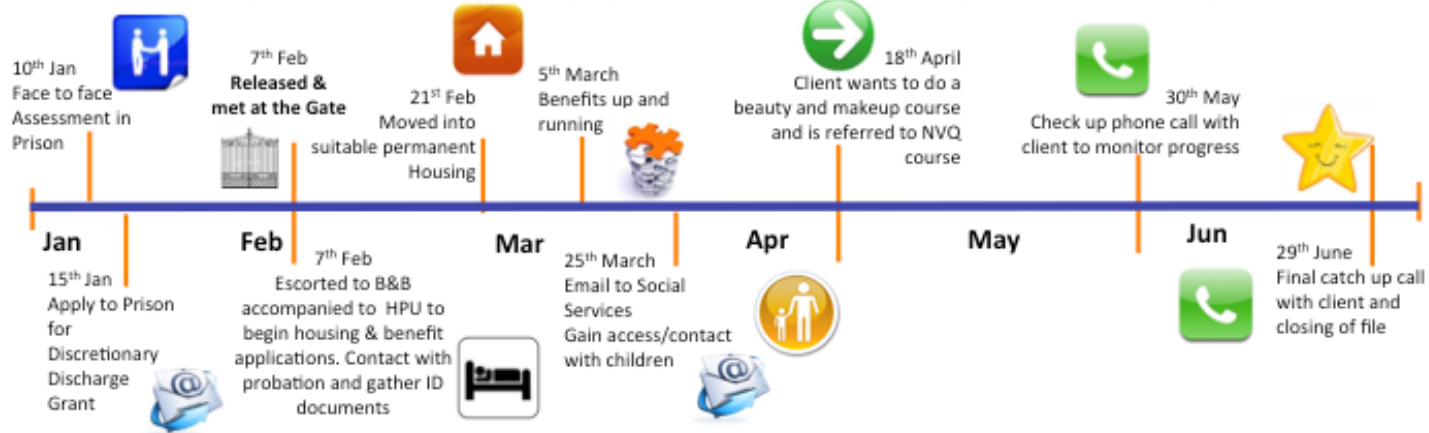 10th Jan
Face to face
Assessment in
Prison
7th Feb
Released &
met at the Gate
21st Feb
Moved into
suitable permanent
Housing
5th March
Benefits up and
running
18th April
Client wants to do a
beauty and makeup course
and is referred to NVQ
course
30th May
Check up phone call with
client to monitor progress
Jan
Feb
Mar
Apr
May
Jun
15th Jan
Apply to Prison
for
Discretionary
Discharge
Grant
@
7th Feb
Escorted to B&B
accompanied to HPU to
begin housing & benefit
applications. Contact with
probation and gather ID
documents
25th March
Email to Social
Services
Gain access/contact
with children
@
29th June
Final catch up call
with client and
closing of file